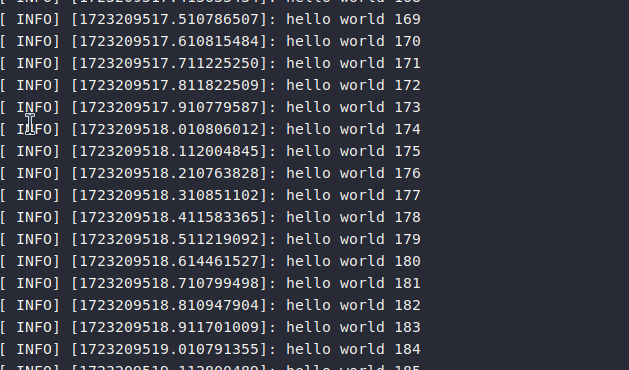 [ INFO] [1723209517.510786507]: hello world 169
[ INFO] [1723209517.610815484]: hello world 170
[ INFO] [1723209517.711225250]: hello world 171
[ INFO] [1723209517.811822509]: hello world 172
[ INFO] [1723209517.910779587]: hello world 173
[ INFO] [1723209518.010806012]: hello world 174
[ INFO] [1723209518.112004845]: hello world 175
[ INFO] [1723209518.210763828]: hello world 176
[ INFO] [1723209518.310851102]: hello world 177
[ INFO] [1723209518.411583365]: hello world 178
[ INFO] [1723209518.511219092]: hello world 179
[ INFO] [1723209518.614461527]: hello world 180
[ INFO] [1723209518.710799498]: hello world 181
[ INFO] [1723209518.810947904]: hello world 182
[ INFO] [1723209518.911701009]: hello world 183
[ INFO] [1723209519.010791355]: hello world 184